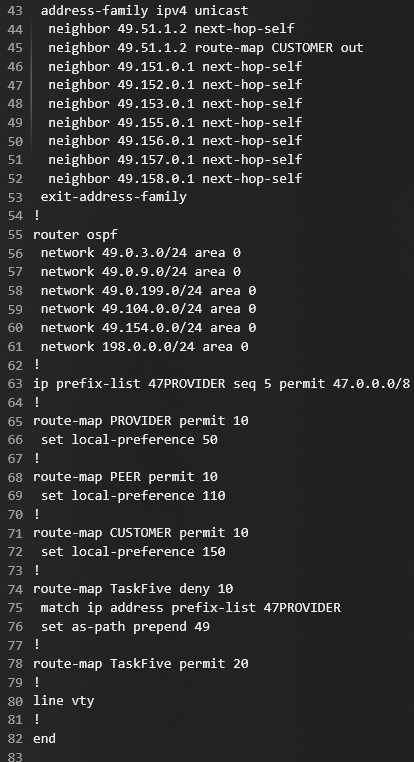 43 address-family ipv4 unicast
44 neighbor 49.51.1.2 next-hop-self
45 neighbor 49.51.1.2 route-map CUSTOMER out
46 neighbor 49.151.0.1 next-hop-self
47 neighbor 49.152.0.1 next-hop-self
48 neighbor 49.153.0.1 next-hop-self
49 neighbor 49.155.0.1 next-hop-self
50 neighbor 49.156.0.1 next-hop-self
51 neighbor 49.157.0.1 next-hop-self
52 neighbor 49.158.0.1 next-hop-self
53 exit-address-family
54 !
55 router ospf
56 network 49.0.3.0/24 area 0
57 network 49.0.9.0/24 area 0
58 network 49.0.199.0/24 area 0
59 network 49.104.0.0/24 area 0
60 network 49.154.0.0/24 area 0
61 network 198.0.0.0/24 area 0
62 !
63 ip prefix-list 47PROVIDER seq 5 permit 47.0.0.0/8
64 !
65 route-map PROVIDER permit 10
66 set local-preference 50
67 !
68 route-map PEER permit 10
69 set local-preference 110
70 !
71 route-map CUSTOMER permit 10
72 set local-preference 150
73 !
74 route-map TaskFive deny 10
75 match ip address prefix-list 47PROVIDER
76 set as-path prepend 49
77 !
78 route-map TaskFive permit 20
79 !
80 line vty
81 !
82 end
83